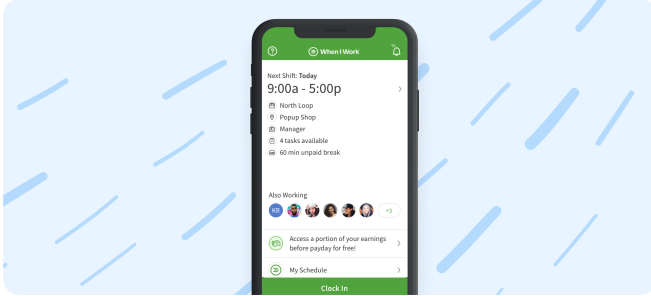 When I Work
Next Shift: Today
9:00a - 5:00p
North Loop
Popup Shop
Manager
4 tasks available
60 min unpaid break
Also Working
KR
+3
Access a portion of your earnings
before payday for free!
My Schedule
Clock In